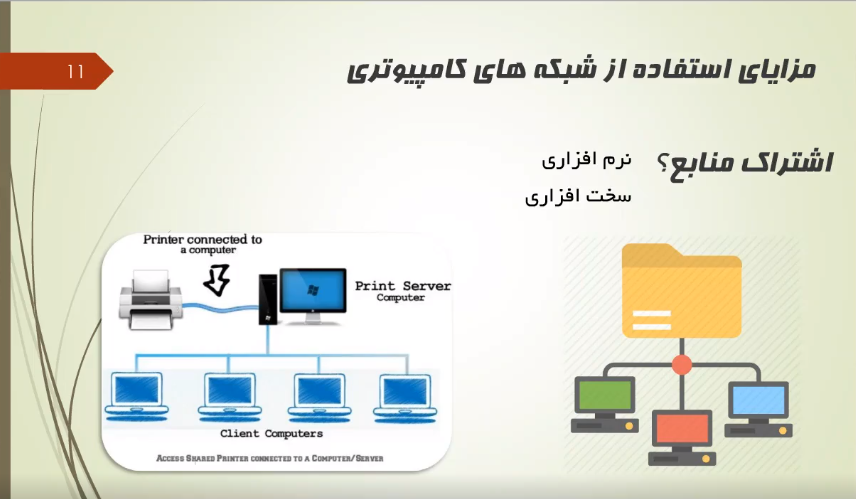 11
مزایای استفاده از شبکه های کامپیوتری
اشتراک منابع؟
نرم افزاری
سخت افزاری
Printer connected to
a computer
Print Server
Computer
Client Computers
ACCESS SHARED PRINTER CONNECTED TO A COMPUTER/SERVER